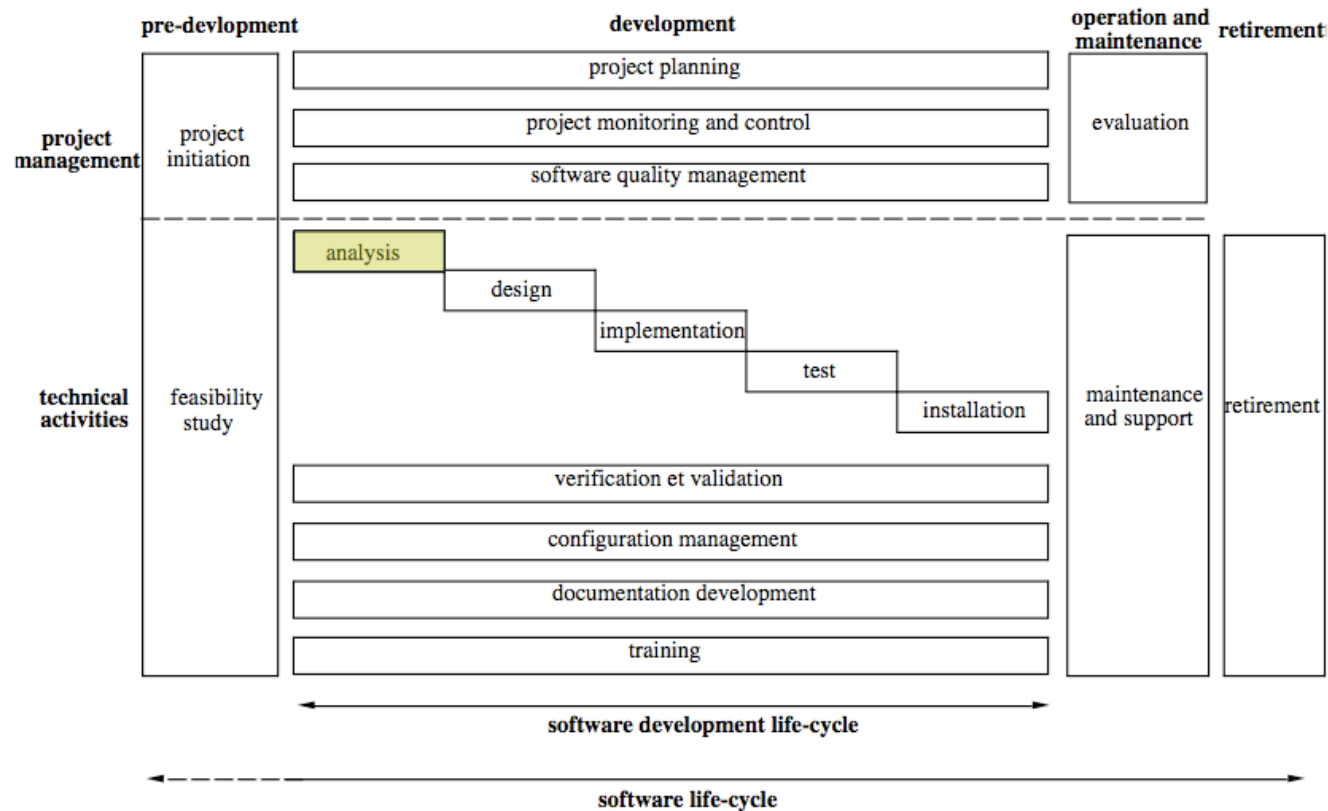 pre-devlopment
development
operation and
maintenance
retirement
project
management
project
initiation
project planning
project monitoring and control
software quality management
evaluation
technical
activities
feasibility
study
analysis
design
implementation
test
installation
verification et validation
configuration management
documentation development
training
maintenance
and support
retirement
software development life-cycle
software life-cycle